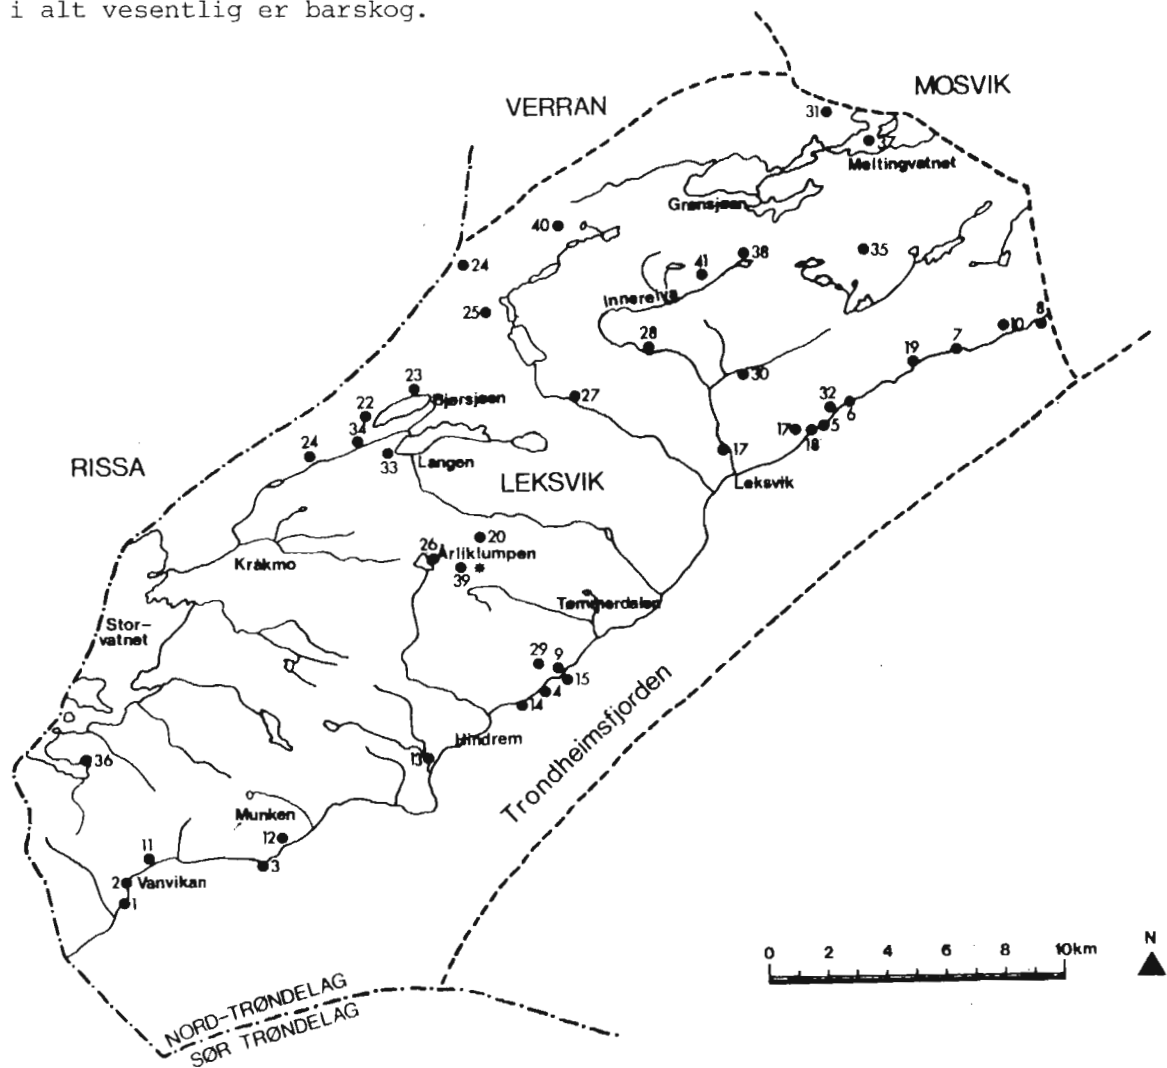 i alt vesentlig er barskog.
MOSVIK
VERRAN
31
37
Meltingvatnet
Grønsjøen
40
38
35
41
24
Innerelva
25
10
8
28
7
19
23
30
Bjørsjøen
27
32
6
22
5
34
17
18
24
33
17
Langen
RISSA
LEKSVIK
Leksvik
20
26
Årliklumpen
Kråkmo
39
*
Tømmerdalen
Stor-
vatnet
29
9
15
4
14
Hindrem
Trondheimsfjorden
13
36
Munken
12
11
3
2
Vanvikan
1
N
0 2 4 6 8 10km
NORD-TRØNDELAG
SØR TRØNDELAG